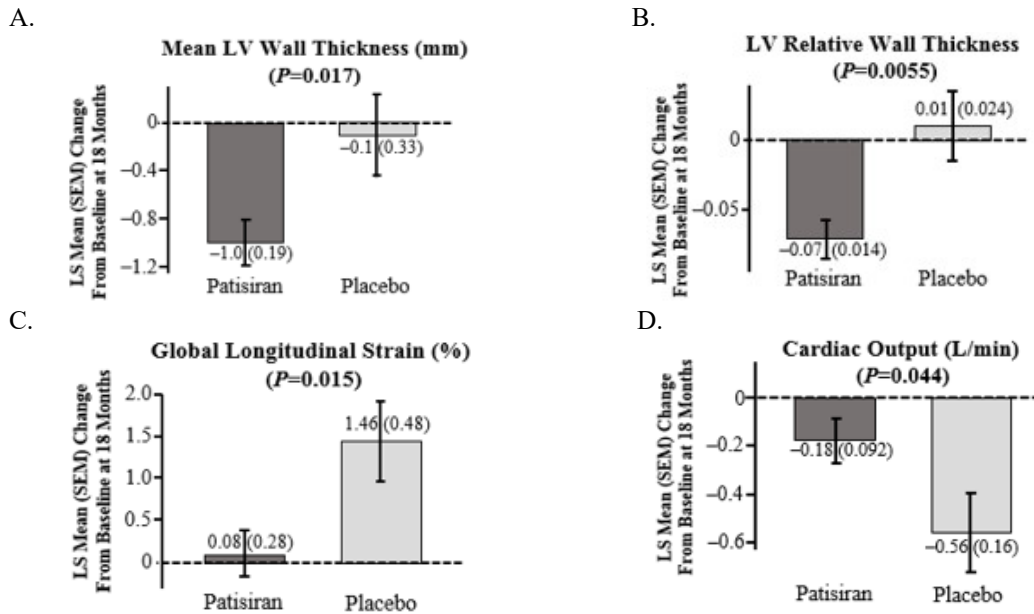 A.
Mean LV Wall Thickness (mm)
(P=0.017)
LS Mean (SEM) Change
From Baseline at 18 Months
0
–0.4
–0.8
–1.2
–1.0 (0.19)
–0.1 (0.33)
Patisiran
Placebo
B.
LV Relative Wall Thickness
(P=0.0055)
LS Mean (SEM) Change
From Baseline at 18 Months
0
–0.05
–0.07 (0.014)
0.01 (0.024)
Patisiran
Placebo
C.
Global Longitudinal Strain (%)
(P=0.015)
LS Mean (SEM) Change
From Baseline at 18 Months
2.0
1.5
1.0
0.5
0
0.08 (0.28)
1.46 (0.48)
Patisiran
Placebo
D.
Cardiac Output (L/min)
(P=0.044)
LS Mean (SEM) Change
From Baseline at 18 Months
0
–0.2
–0.4
–0.6
–0.18 (0.092)
–0.56 (0.16)
Patisiran
Placebo